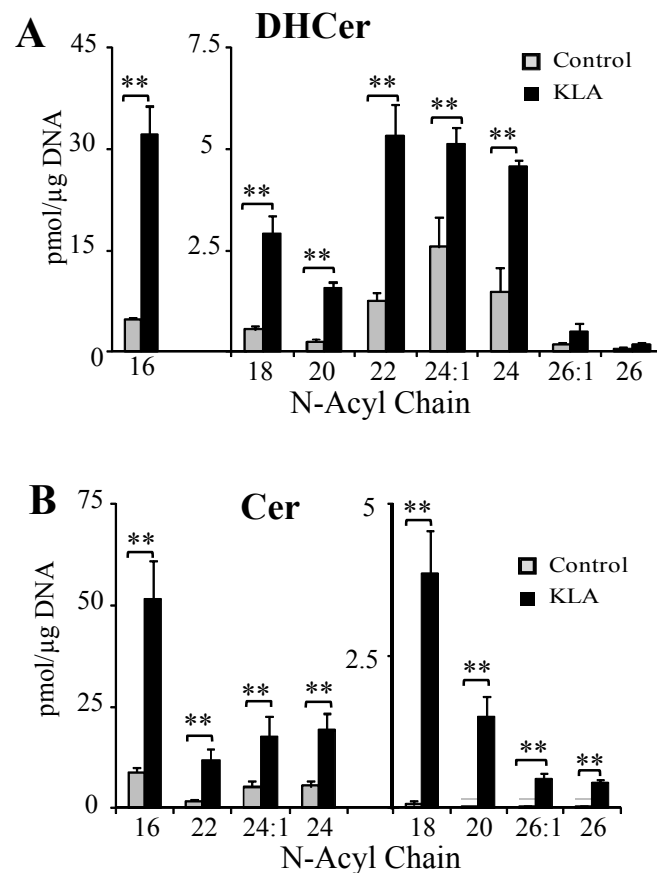 A DHCer
45
30
15
0
7.5
5
2.5
pmol/µg DNA
Control
KLA
**
**
**
**
**
**
16 18 20 22 24:1 24 26:1 26
N-Acyl Chain
B Cer
75
50
25
0
5
2.5
pmol/µg DNA
Control
KLA
**
**
**
**
**
**
**
**
16 22 24:1 24 18 20 26:1 26
N-Acyl Chain